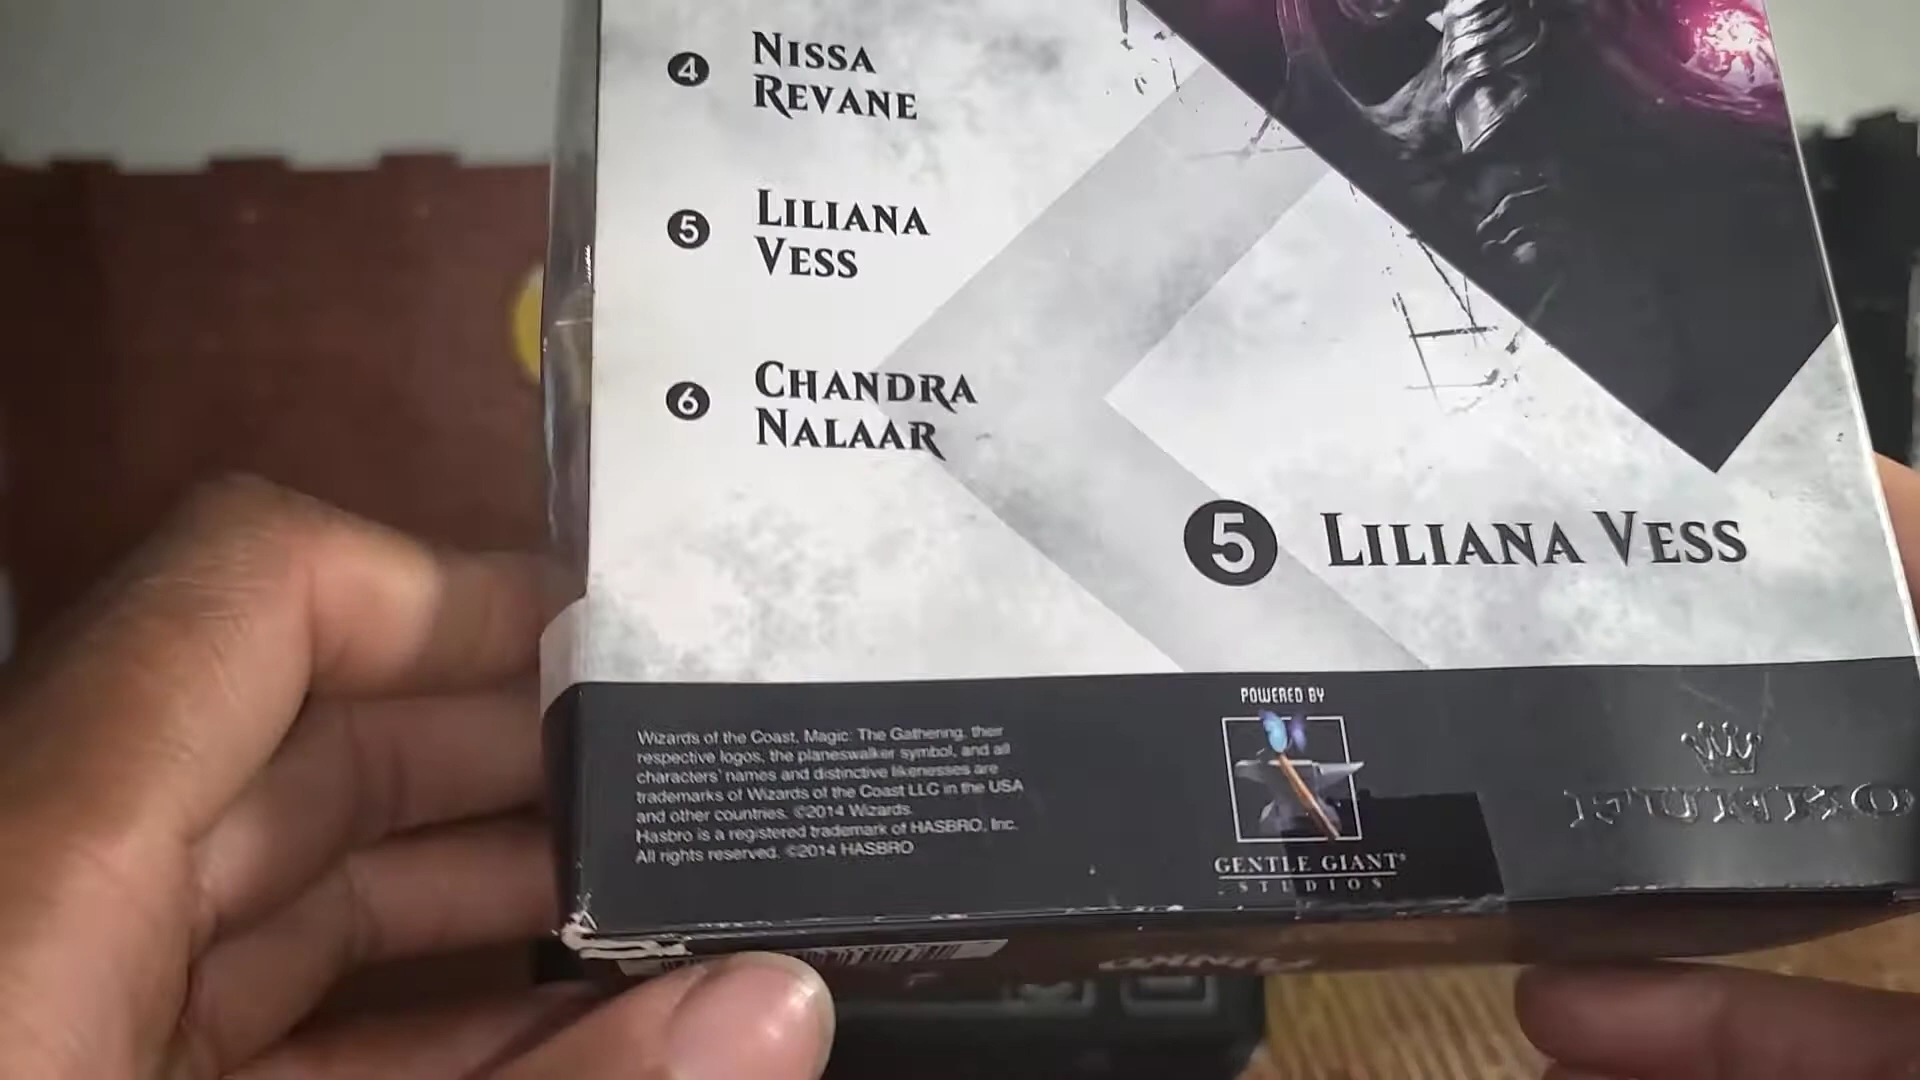 4 NISSA
REVANE
5 LILIANA
VESS
6 CHANDRA
NALAAR
5 LILIANA VESS
Wizards of the Coast, Magic: The Gathering, their
respective logos, the planeswalker symbol, and all
characters' names and distinctive likenesses are
trademarks of Wizards of the Coast LLC in the USA
and other countries. ©2014 Wizards.
Hasbro is a registered trademark of HASBRO, Inc.
All rights reserved. ©2014 HASBRO
POWERED BY
GENTLE GIANT®
STUDIOS
FUNKO
FUNKO